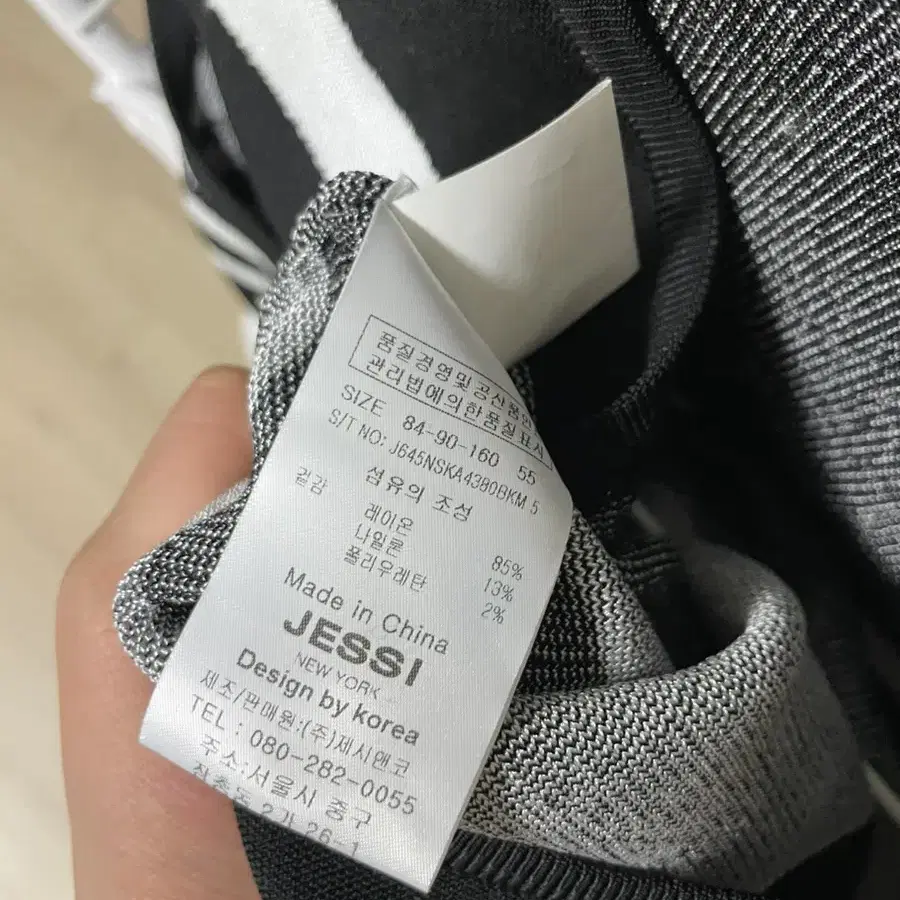 품질경영및공산품안
관리법에의한품질표시
SIZE 84-90-160 55
S/T NO: J645NSKA4380BKM 5
섬유의 조성
겉감 레이온 85%
나일론 13%
폴리우레탄 2%
Made in China
JESSI
NEW YORK
Design by korea
제조/판매원:(주)제시앤코
TEL : 080-282-0055
주소:서울시 중구
2가 26-1